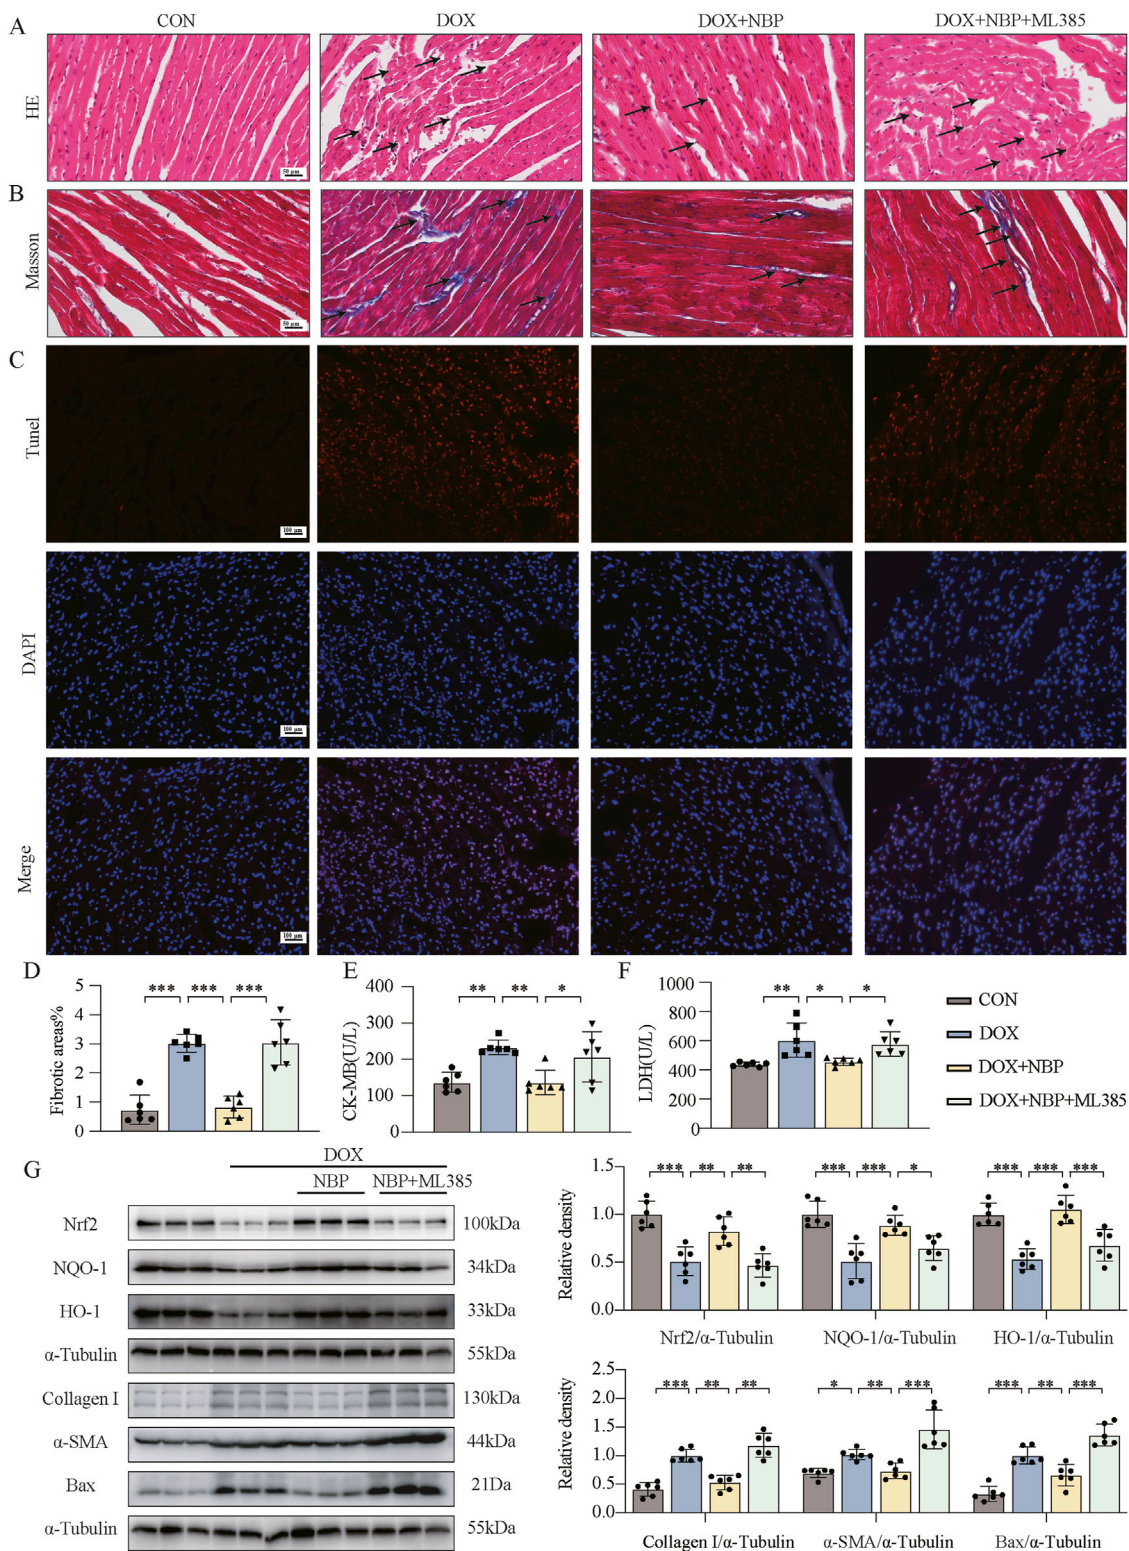 CON DOX DOX+NBP DOX+NBP+ML385
A
HE
50 μm
B
Masson
50 μm
C
Tunel
100 μm
DAPI
100 μm
Merge
100 μm
D
Fibrotic areas%
5
4
3
2
1
0
*** *** ***
E
CK-MB(U/L)
400
300
200
100
0
** ** *
F
LDH(U/L)
1000
800
600
400
200
0
** * *
CON
DOX
DOX+NBP
DOX+NBP+ML385
G
DOX
NBP NBP+ML385
Nrf2 100kDa
NQO-1 34kDa
HO-1 33kDa
α-Tubulin 55kDa
Collagen I 130kDa
α-SMA 44kDa
Bax 21Da
α-Tubulin 55kDa
Relative density
1.5
1.0
0.5
0.0
*** ** ** *** *** * *** *** ***
Nrf2/α-Tubulin NQO-1/α-Tubulin HO-1/α-Tubulin
Relative density
2.5
2.0
1.5
1.0
0.5
0.0
*** ** ** * ** *** *** ** ***
Collagen I/α-Tubulin α-SMA/α-Tubulin Bax/α-Tubulin